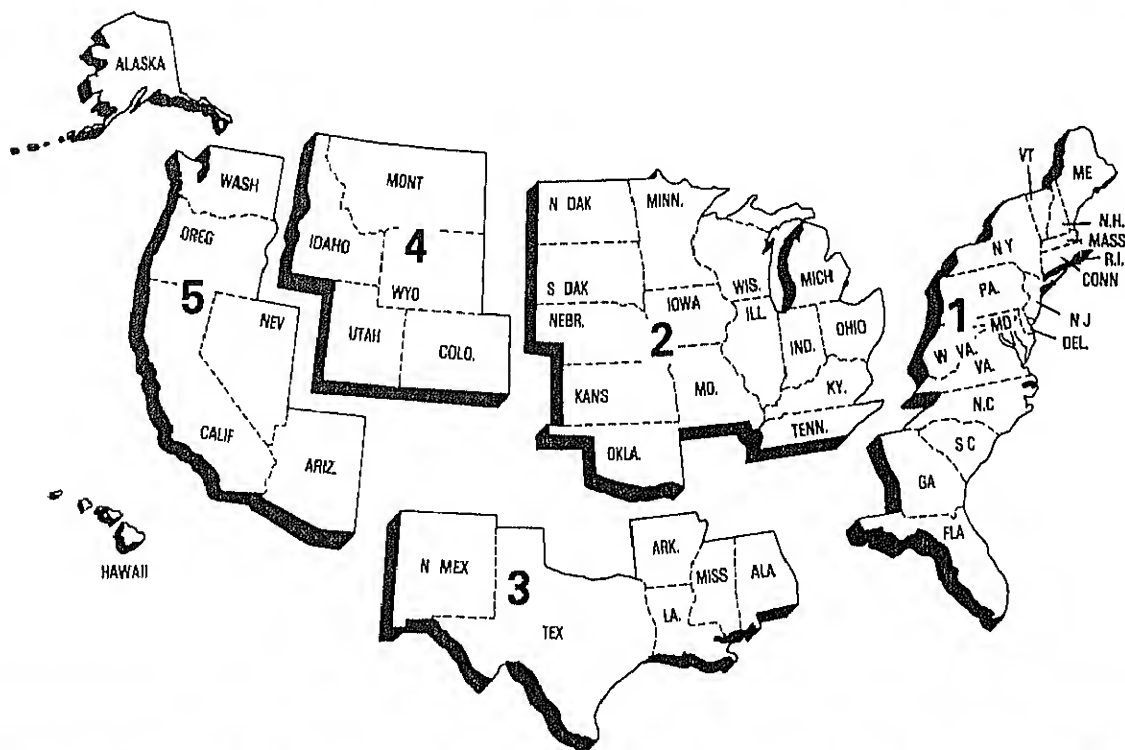 ALASKA
WASH
OREG
5
NEV
CALIF
ARIZ.
HAWAII
MONT
IDAHO
4
WYO
UTAH
COLO.
N DAK
MINN.
S DAK
WIS.
MICH
NEBR.
IOWA
2
ILL
IND.
OHIO
KANS
MO.
KY.
TENN.
OKLA.
N MEX
3
TEX
ARK.
LA.
MISS
ALA
VT
ME
N.H.
MASS
R.I.
CONN
N Y
PA.
1
MD
N J
DEL.
W VA.
VA.
N.C
S C
GA
FLA